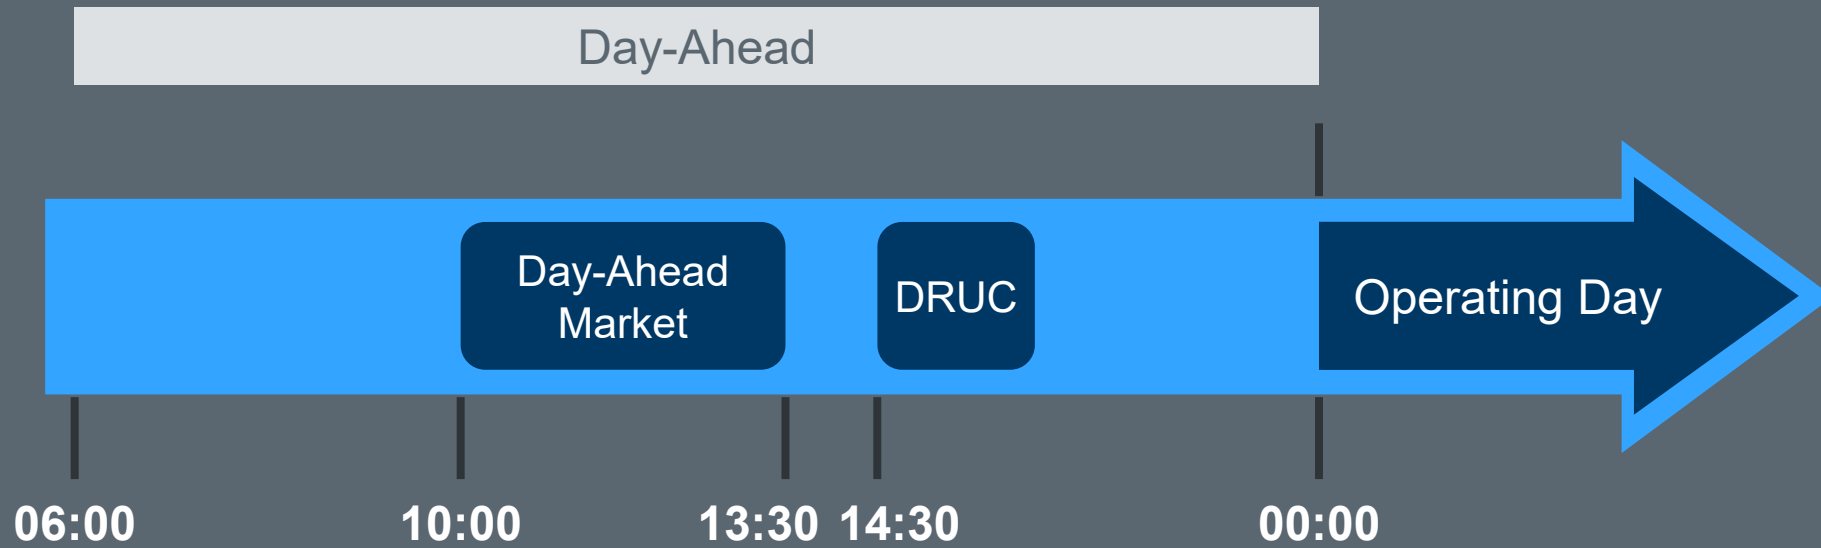 Day-Ahead
Day-Ahead
Market
DRUC
Operating Day
06:00
10:00
13:30
14:30
00:00